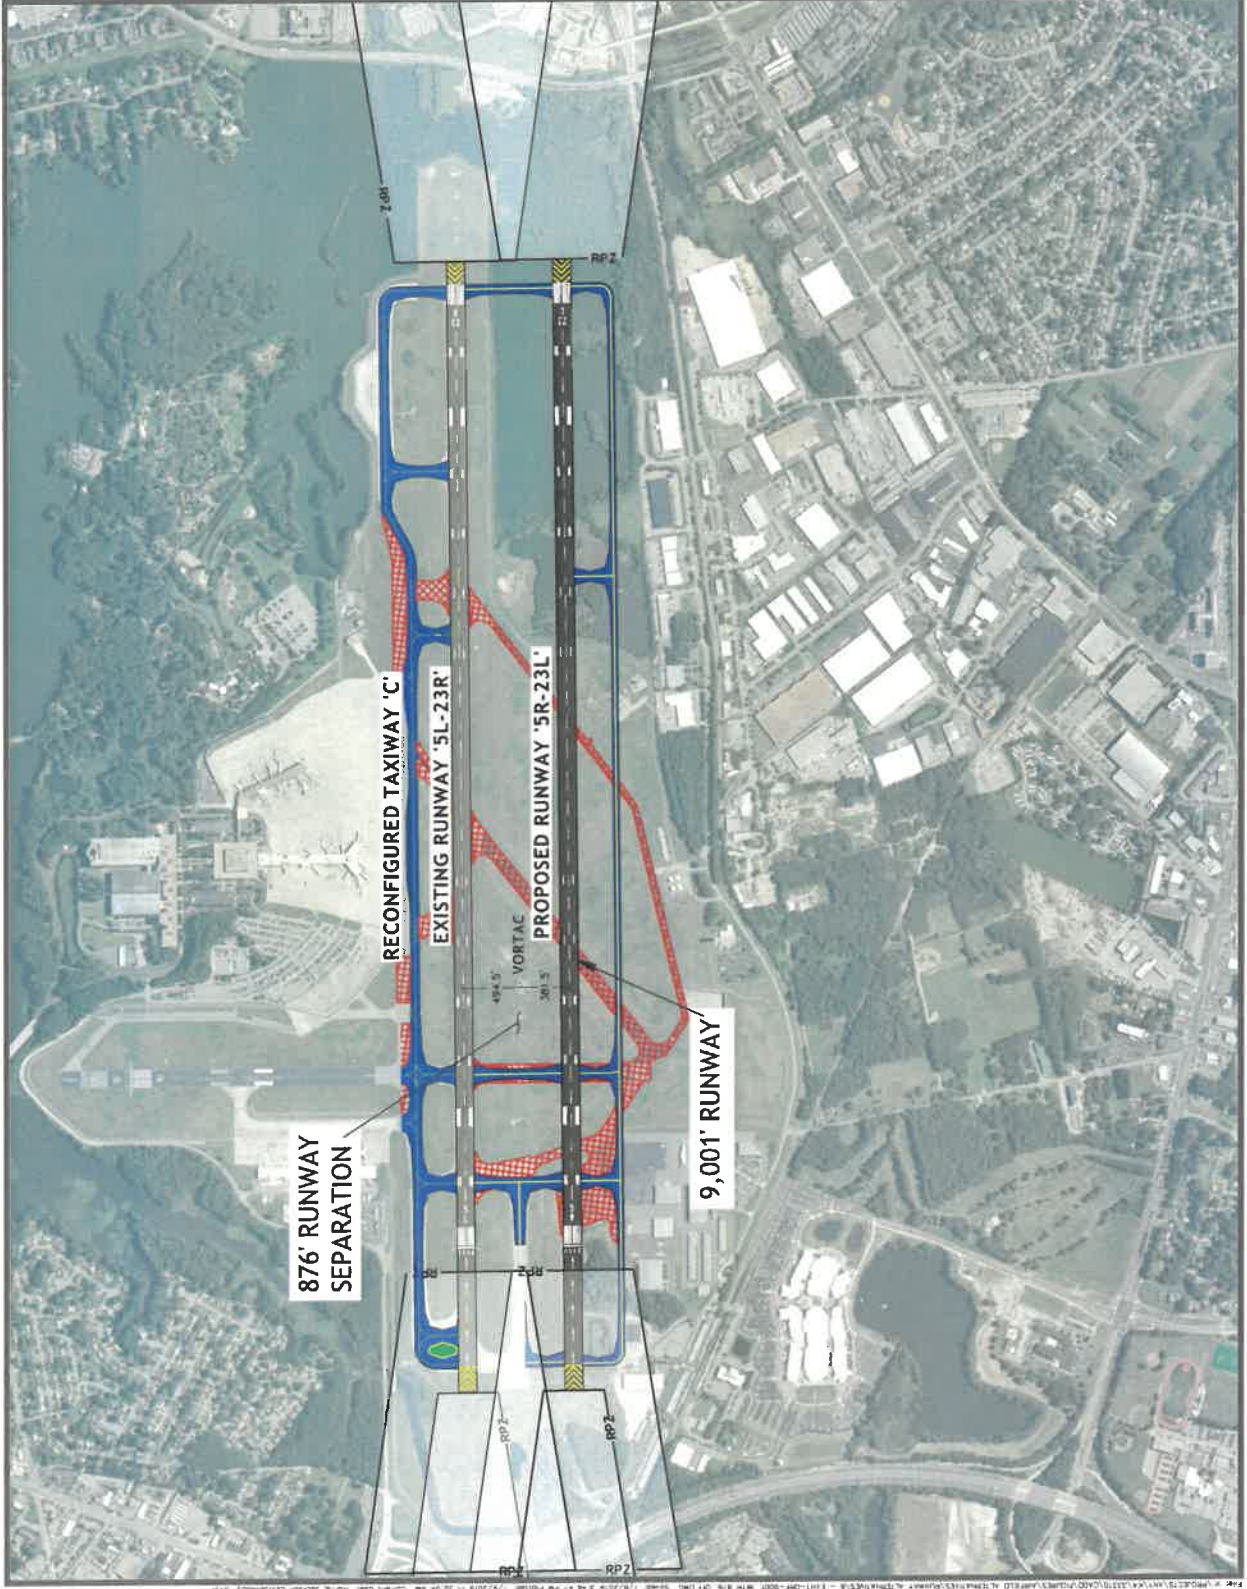 RPZ
RPZ
RECONFIGURED TAXIWAY 'C'
EXISTING RUNWAY '5L-23R'
PROPOSED RUNWAY '5R-23L'
VORTAC
494.5'
381.5'
876' RUNWAY
SEPARATION
9,001' RUNWAY
RPZ
RPZ
RPZ
RPZ
RPZ
RPZ